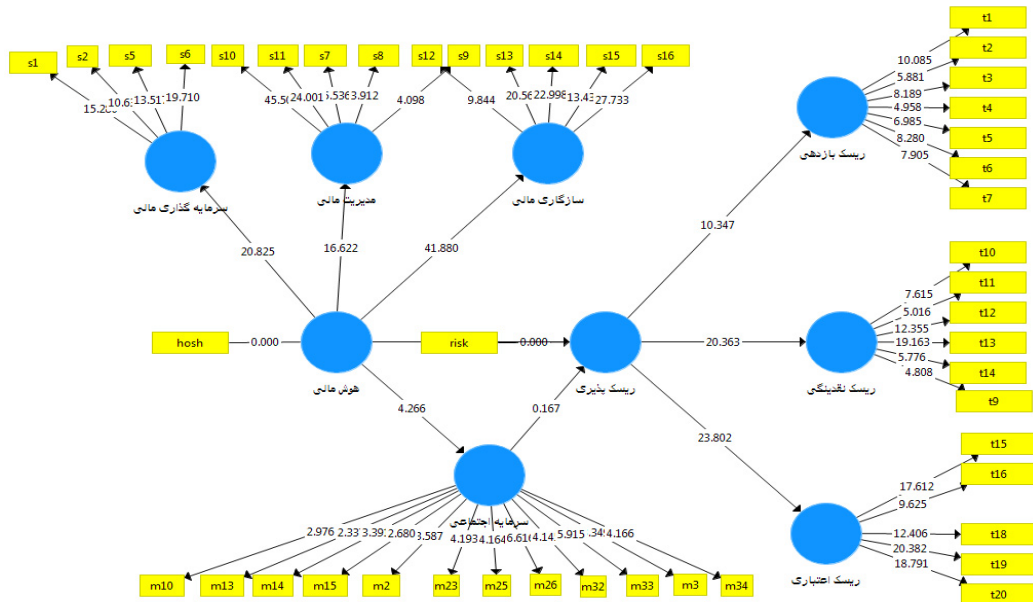 s1
s2
s5
s6
s10
s11
s7
s8
s12
s9
s13
s14
s15
s16
t1
t2
t3
t4
t5
t6
t7
19.710
24.001
4.098
9.844
22.998
27.733
10.085
5.881
8.189
4.958
6.985
8.280
7.905
سرمایه گذاری مالی
مدیریت مالی
سازگاری مالی
ریسک بازدهی
20.825
16.622
41.880
10.347
hosh
0.000
هوش مالی
risk
0.000
ریسک پذیری
20.363
ریسک نقدینگی
t10
t11
t12
t13
t14
t9
7.615
5.016
12.355
19.163
5.776
4.808
4.266
0.167
23.802
سرمایه اجتماعی
2.976
2.680
4.193
5.915
4.166
m10
m13
m14
m15
m2
m23
m25
m26
m32
m33
m3
m34
ریسک اعتباری
t15
t16
t18
t19
t20
17.612
9.625
12.406
20.382
18.791